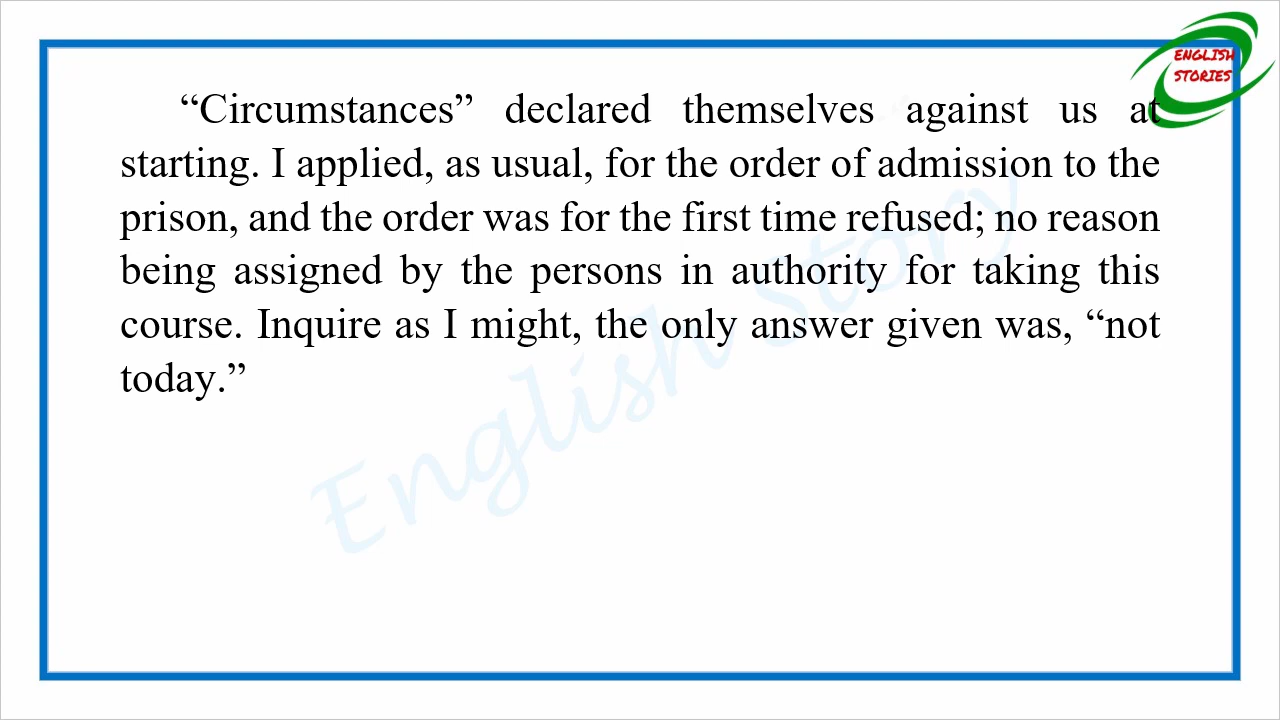 ENGLISH
STORIES
“Circumstances” declared themselves against us at
starting. I applied, as usual, for the order of admission to the
prison, and the order was for the first time refused; no reason
being assigned by the persons in authority for taking this
course. Inquire as I might, the only answer given was, “not
today.”
English Story